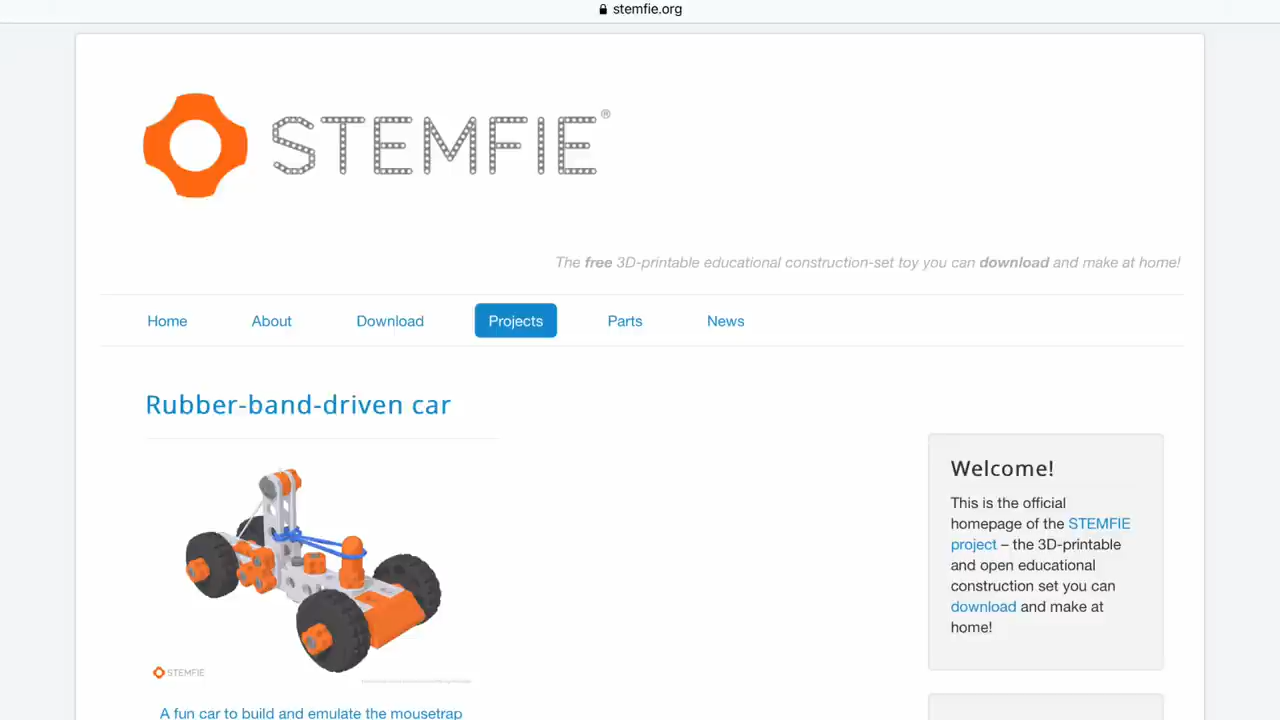 stemfie.org
STEMFIE®
The free 3D-printable educational construction-set toy you can download and make at home!
Home About Download Projects Parts News
Rubber-band-driven car
Welcome!
This is the official
homepage of the STEMFIE
project – the 3D-printable
and open educational
construction set you can
download and make at
home!
STEMFIE
A fun car to build and emulate the mousetrap